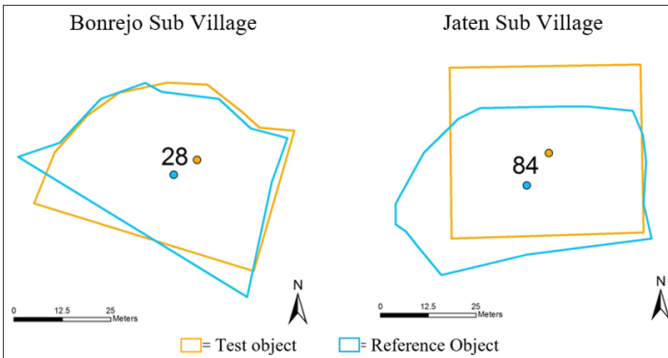 Bonrejo Sub Village
28
N
0 12.5 25
Meters
Jaten Sub Village
84
N
0 12.5 25
Meters
= Test object = Reference Object